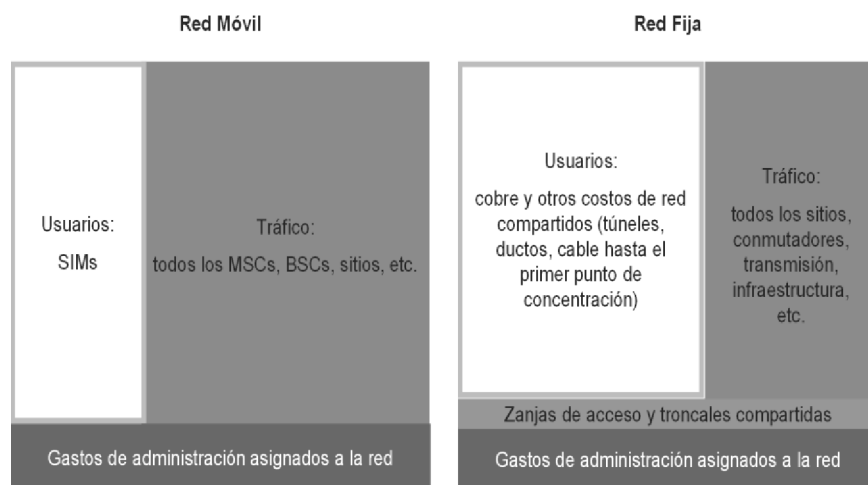 Red Móvil
Usuarios:
SIMs
Tráfico:
todos los MSCs, BSCs, sitios, etc.
Gastos de administración asignados a la red
Red Fija
Usuarios:
cobre y otros costos de red
compartidos (túneles,
ductos, cable hasta el
primer punto de
concentración)
Tráfico:
todos los sitios,
conmutadores,
transmisión,
infraestructura,
etc.
Zanjas de acceso y troncales compartidas
Gastos de administración asignados a la red